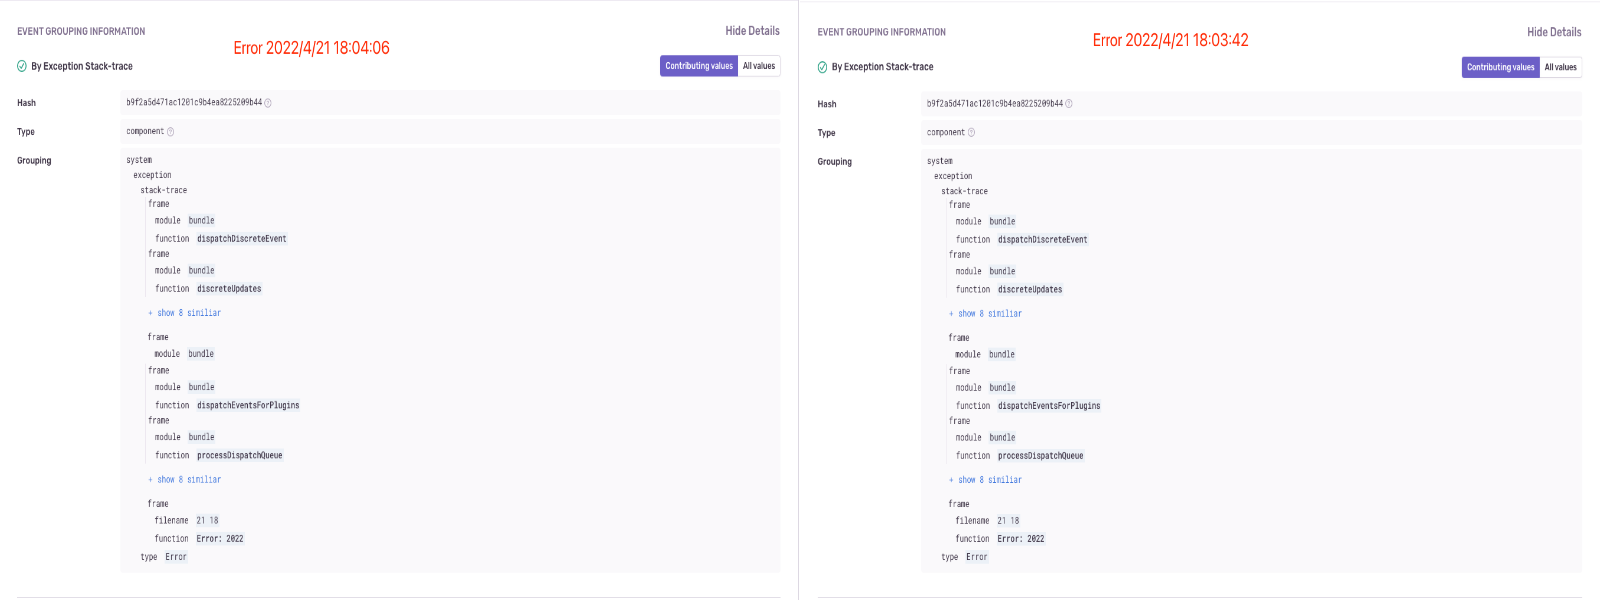 EVENT GROUPING INFORMATION
Hide Details
Error 2022/4/21 18:04:06
By Exception Stack-trace
Contributing values All values
Hash b9f2a5d471ac1201c9b4ea8225209b44
Type component
Grouping system
exception
stack-trace
frame
module bundle
function dispatchDiscreteEvent
frame
module bundle
function discreteUpdates
+ show 8 similiar
frame
module bundle
frame
module bundle
function dispatchEventsForPlugins
frame
module bundle
function processDispatchQueue
+ show 8 similiar
frame
filename 21 18
function Error: 2022
type Error
EVENT GROUPING INFORMATION
Hide Details
Error 2022/4/21 18:03:42
By Exception Stack-trace
Contributing values All values
Hash b9f2a5d471ac1201c9b4ea8225209b44
Type component
Grouping system
exception
stack-trace
frame
module bundle
function dispatchDiscreteEvent
frame
module bundle
function discreteUpdates
+ show 8 similiar
frame
module bundle
frame
module bundle
function dispatchEventsForPlugins
frame
module bundle
function processDispatchQueue
+ show 8 similiar
frame
filename 21 18
function Error: 2022
type Error